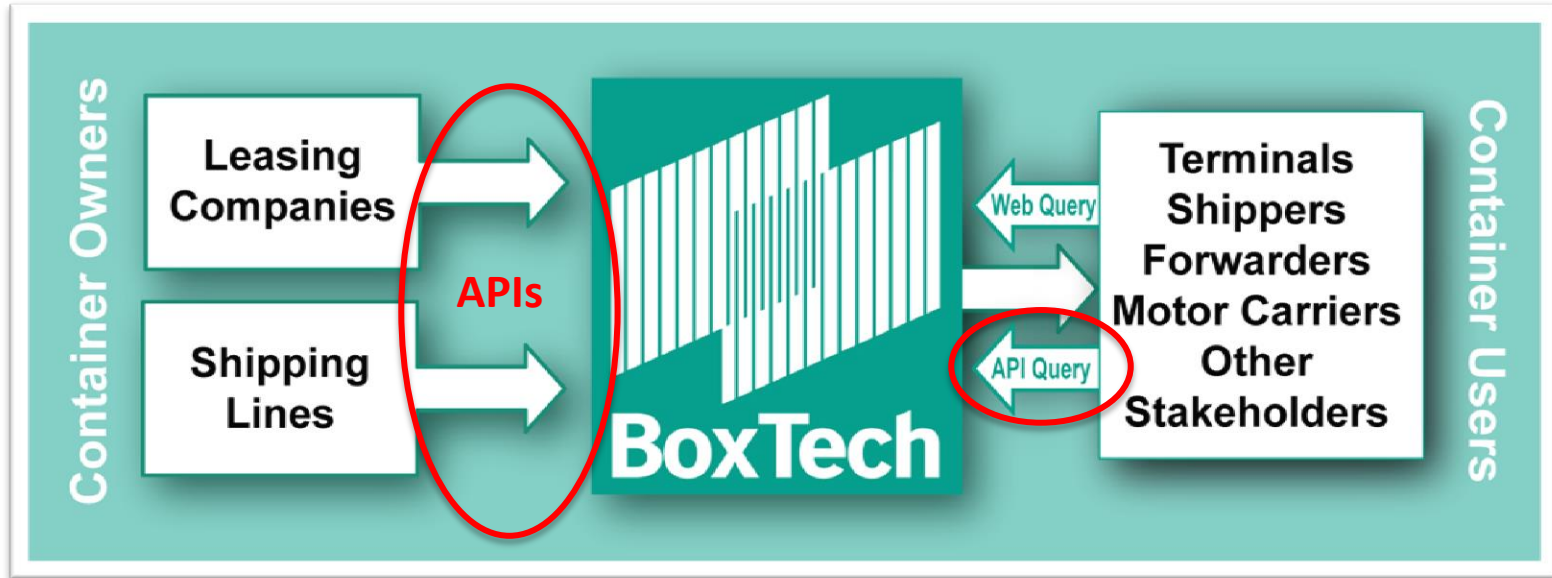 Container Owners
Leasing
Companies
Shipping
Lines
APIs
BoxTech
Web Query
API Query
Terminals
Shippers
Forwarders
Motor Carriers
Other
Stakeholders
Container Users